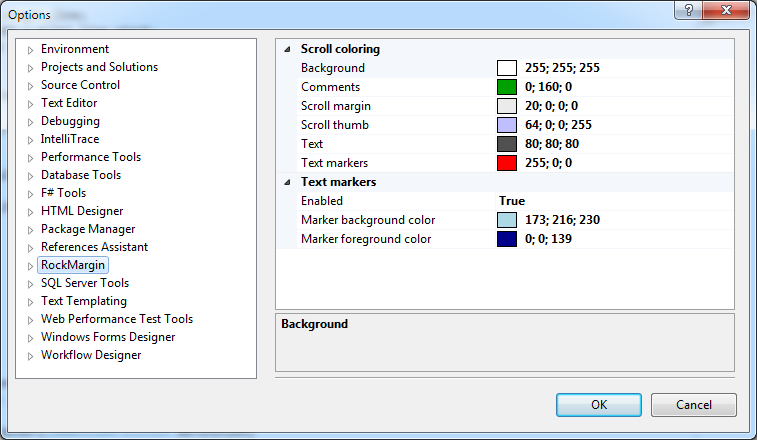 Options
Environment
Projects and Solutions
Source Control
Text Editor
Debugging
IntelliTrace
Performance Tools
Database Tools
F# Tools
HTML Designer
Package Manager
References Assistant
RockMargin
SQL Server Tools
Text Templating
Web Performance Test Tools
Windows Forms Designer
Workflow Designer
Scroll coloring
Background 255; 255; 255
Comments 0; 160; 0
Scroll margin 20; 0; 0; 0
Scroll thumb 64; 0; 0; 255
Text 80; 80; 80
Text markers 255; 0; 0
Text markers
Enabled True
Marker background color 173; 216; 230
Marker foreground color 0; 0; 139
Background
OK Cancel